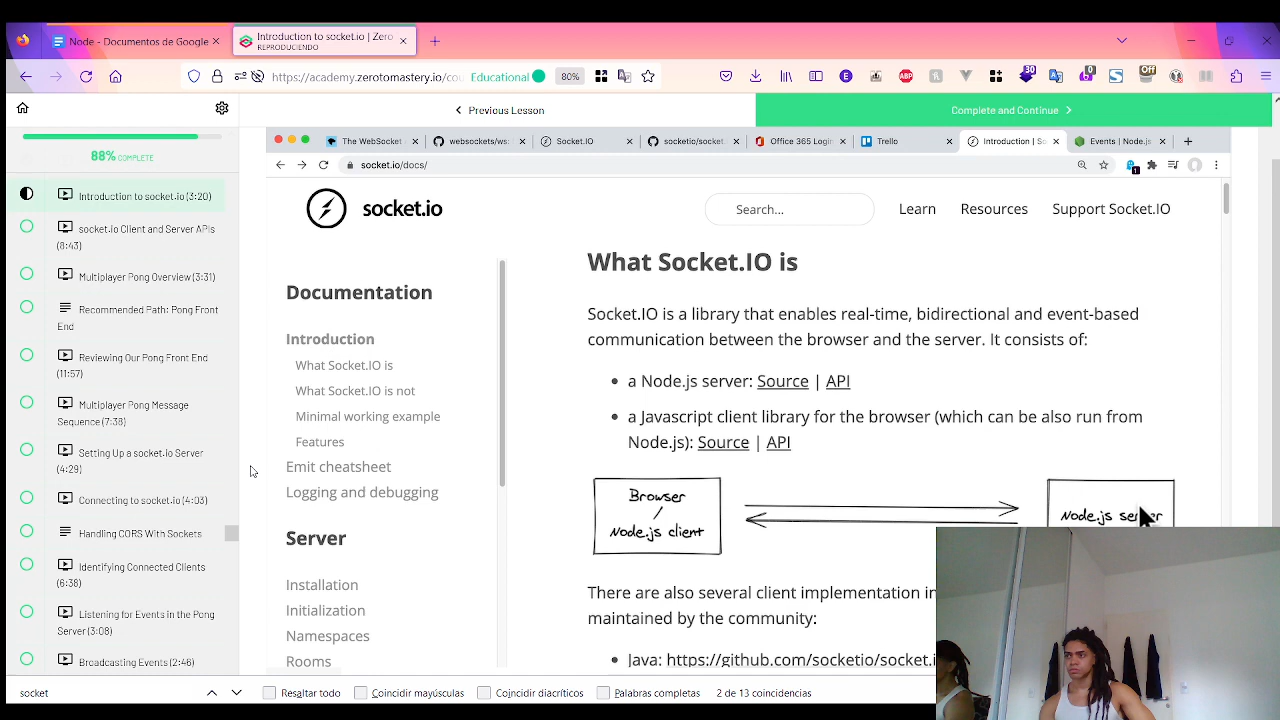 Node - Documentos de Google
Introduction to socket.io | Zero
REPRODUCIENDO
https://academy.zerotomastery.io/cou
Educational
80%
30
0
Off
Previous Lesson
Complete and Continue
88% COMPLETE
Introduction to socket.io (3:20)
socket.io Client and Server APIs
(8:43)
Multiplayer Pong Overview (3:31)
Recommended Path: Pong Front
End
Reviewing Our Pong Front End
(11:57)
Multiplayer Pong Message
Sequence (7:38)
Setting Up a socket.io Server
(4:29)
Connecting to socket.io (4:03)
Handling CORS With Sockets
Identifying Connected Clients
(6:38)
Listening for Events in the Pong
Server (3:08)
Broadcasting Events (2:46)
The WebSocket
websockets/ws:
Socket.IO
socketio/socket.
Office 365 Login
Trello
Introduction | So
Events | Node.js
socket.io/docs/
1
socket.io
Search...
Learn
Resources
Support Socket.IO
Documentation
Introduction
What Socket.IO is
What Socket.IO is not
Minimal working example
Features
Emit cheatsheet
Logging and debugging
Server
Installation
Initialization
Namespaces
Rooms
What Socket.IO is
Socket.IO is a library that enables real-time, bidirectional and event-based
communication between the browser and the server. It consists of:
a Node.js server: Source | API
a Javascript client library for the browser (which can be also run from
Node.js): Source | API
Browser
/
Node.js client
Node.js server
There are also several client implementation in
maintained by the community:
Java: https://github.com/socketio/socket.i
socket
Resaltar todo
Coincidir mayúsculas
Coincidir diacríticos
Palabras completas
2 de 13 coincidencias